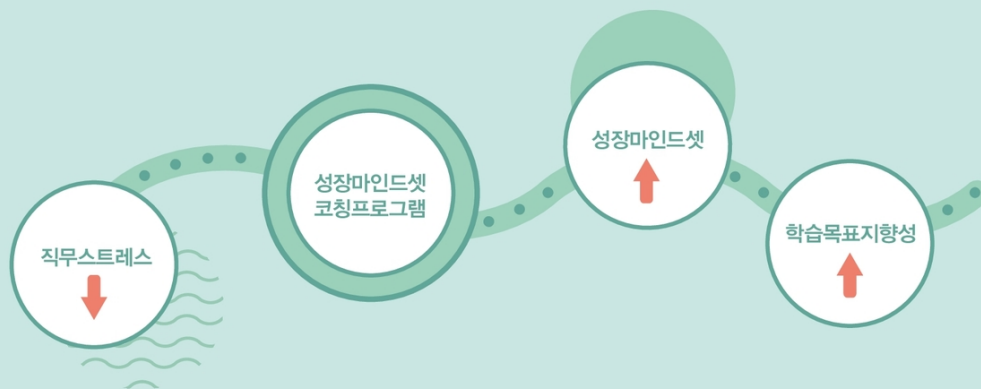 직무스트레스
성장마인드셋
코칭프로그램
성장마인드셋
학습목표지향성